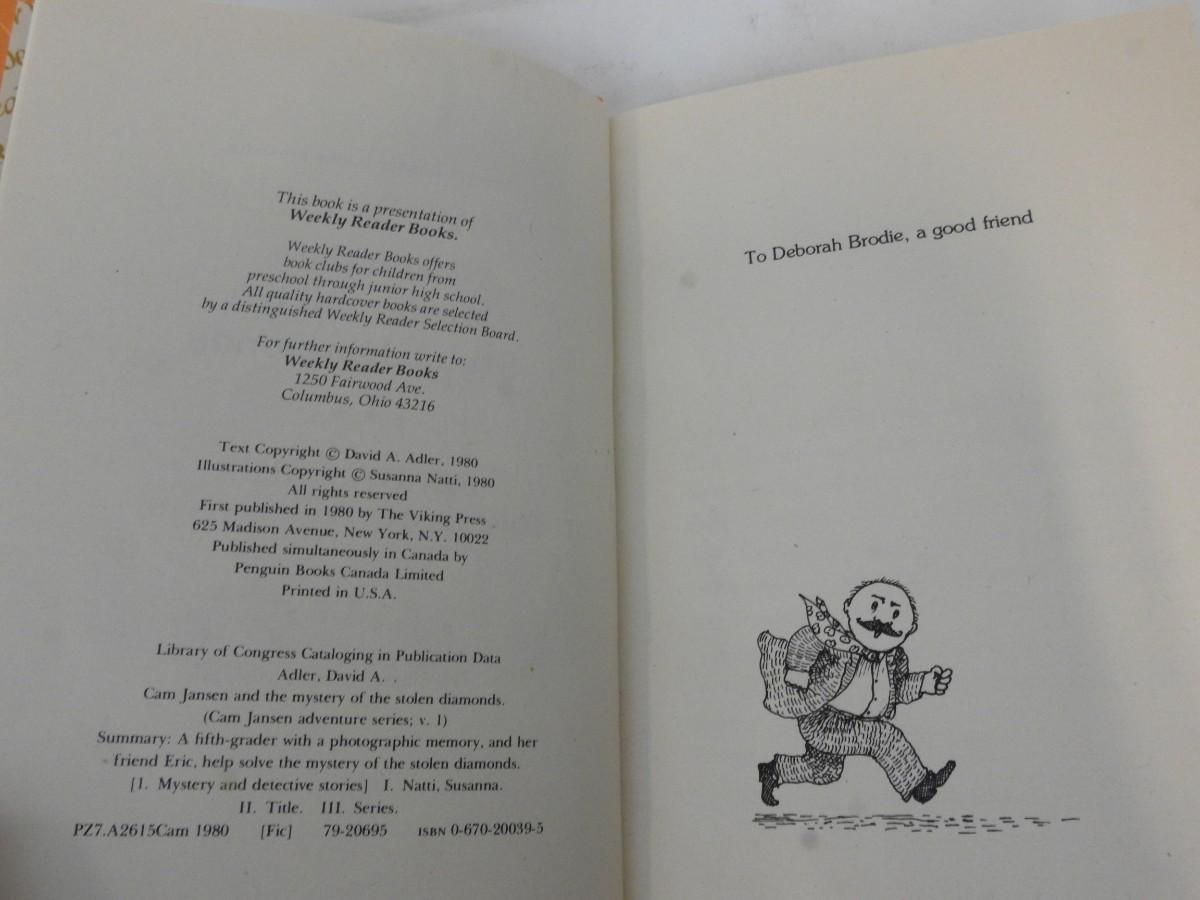 This book is a presentation of
Weekly Reader Books.
Weekly Reader Books offers
book clubs for children from
preschool through junior high school.
All quality hardcover books are selected
by a distinguished Weekly Reader Selection Board.
For further information write to:
Weekly Reader Books
1250 Fairwood Ave.
Columbus, Ohio 43216
Text Copyright © David A. Adler, 1980
Illustrations Copyright © Susanna Natti, 1980
All rights reserved
First published in 1980 by The Viking Press
625 Madison Avenue, New York, N.Y. 10022
Published simultaneously in Canada by
Penguin Books Canada Limited
Printed in U.S.A.
Library of Congress Cataloging in Publication Data
Adler, David A.
Cam Jansen and the mystery of the stolen diamonds.
(Cam Jansen adventure series; v. 1)
Summary: A fifth-grader with a photographic memory, and her
friend Eric, help solve the mystery of the stolen diamonds.
[1. Mystery and detective stories] I. Natti, Susanna.
II. Title. III. Series.
PZ7.A2615Cam 1980 [Fic] 79-20695 ISBN 0-670-20039-5
To Deborah Brodie, a good friend